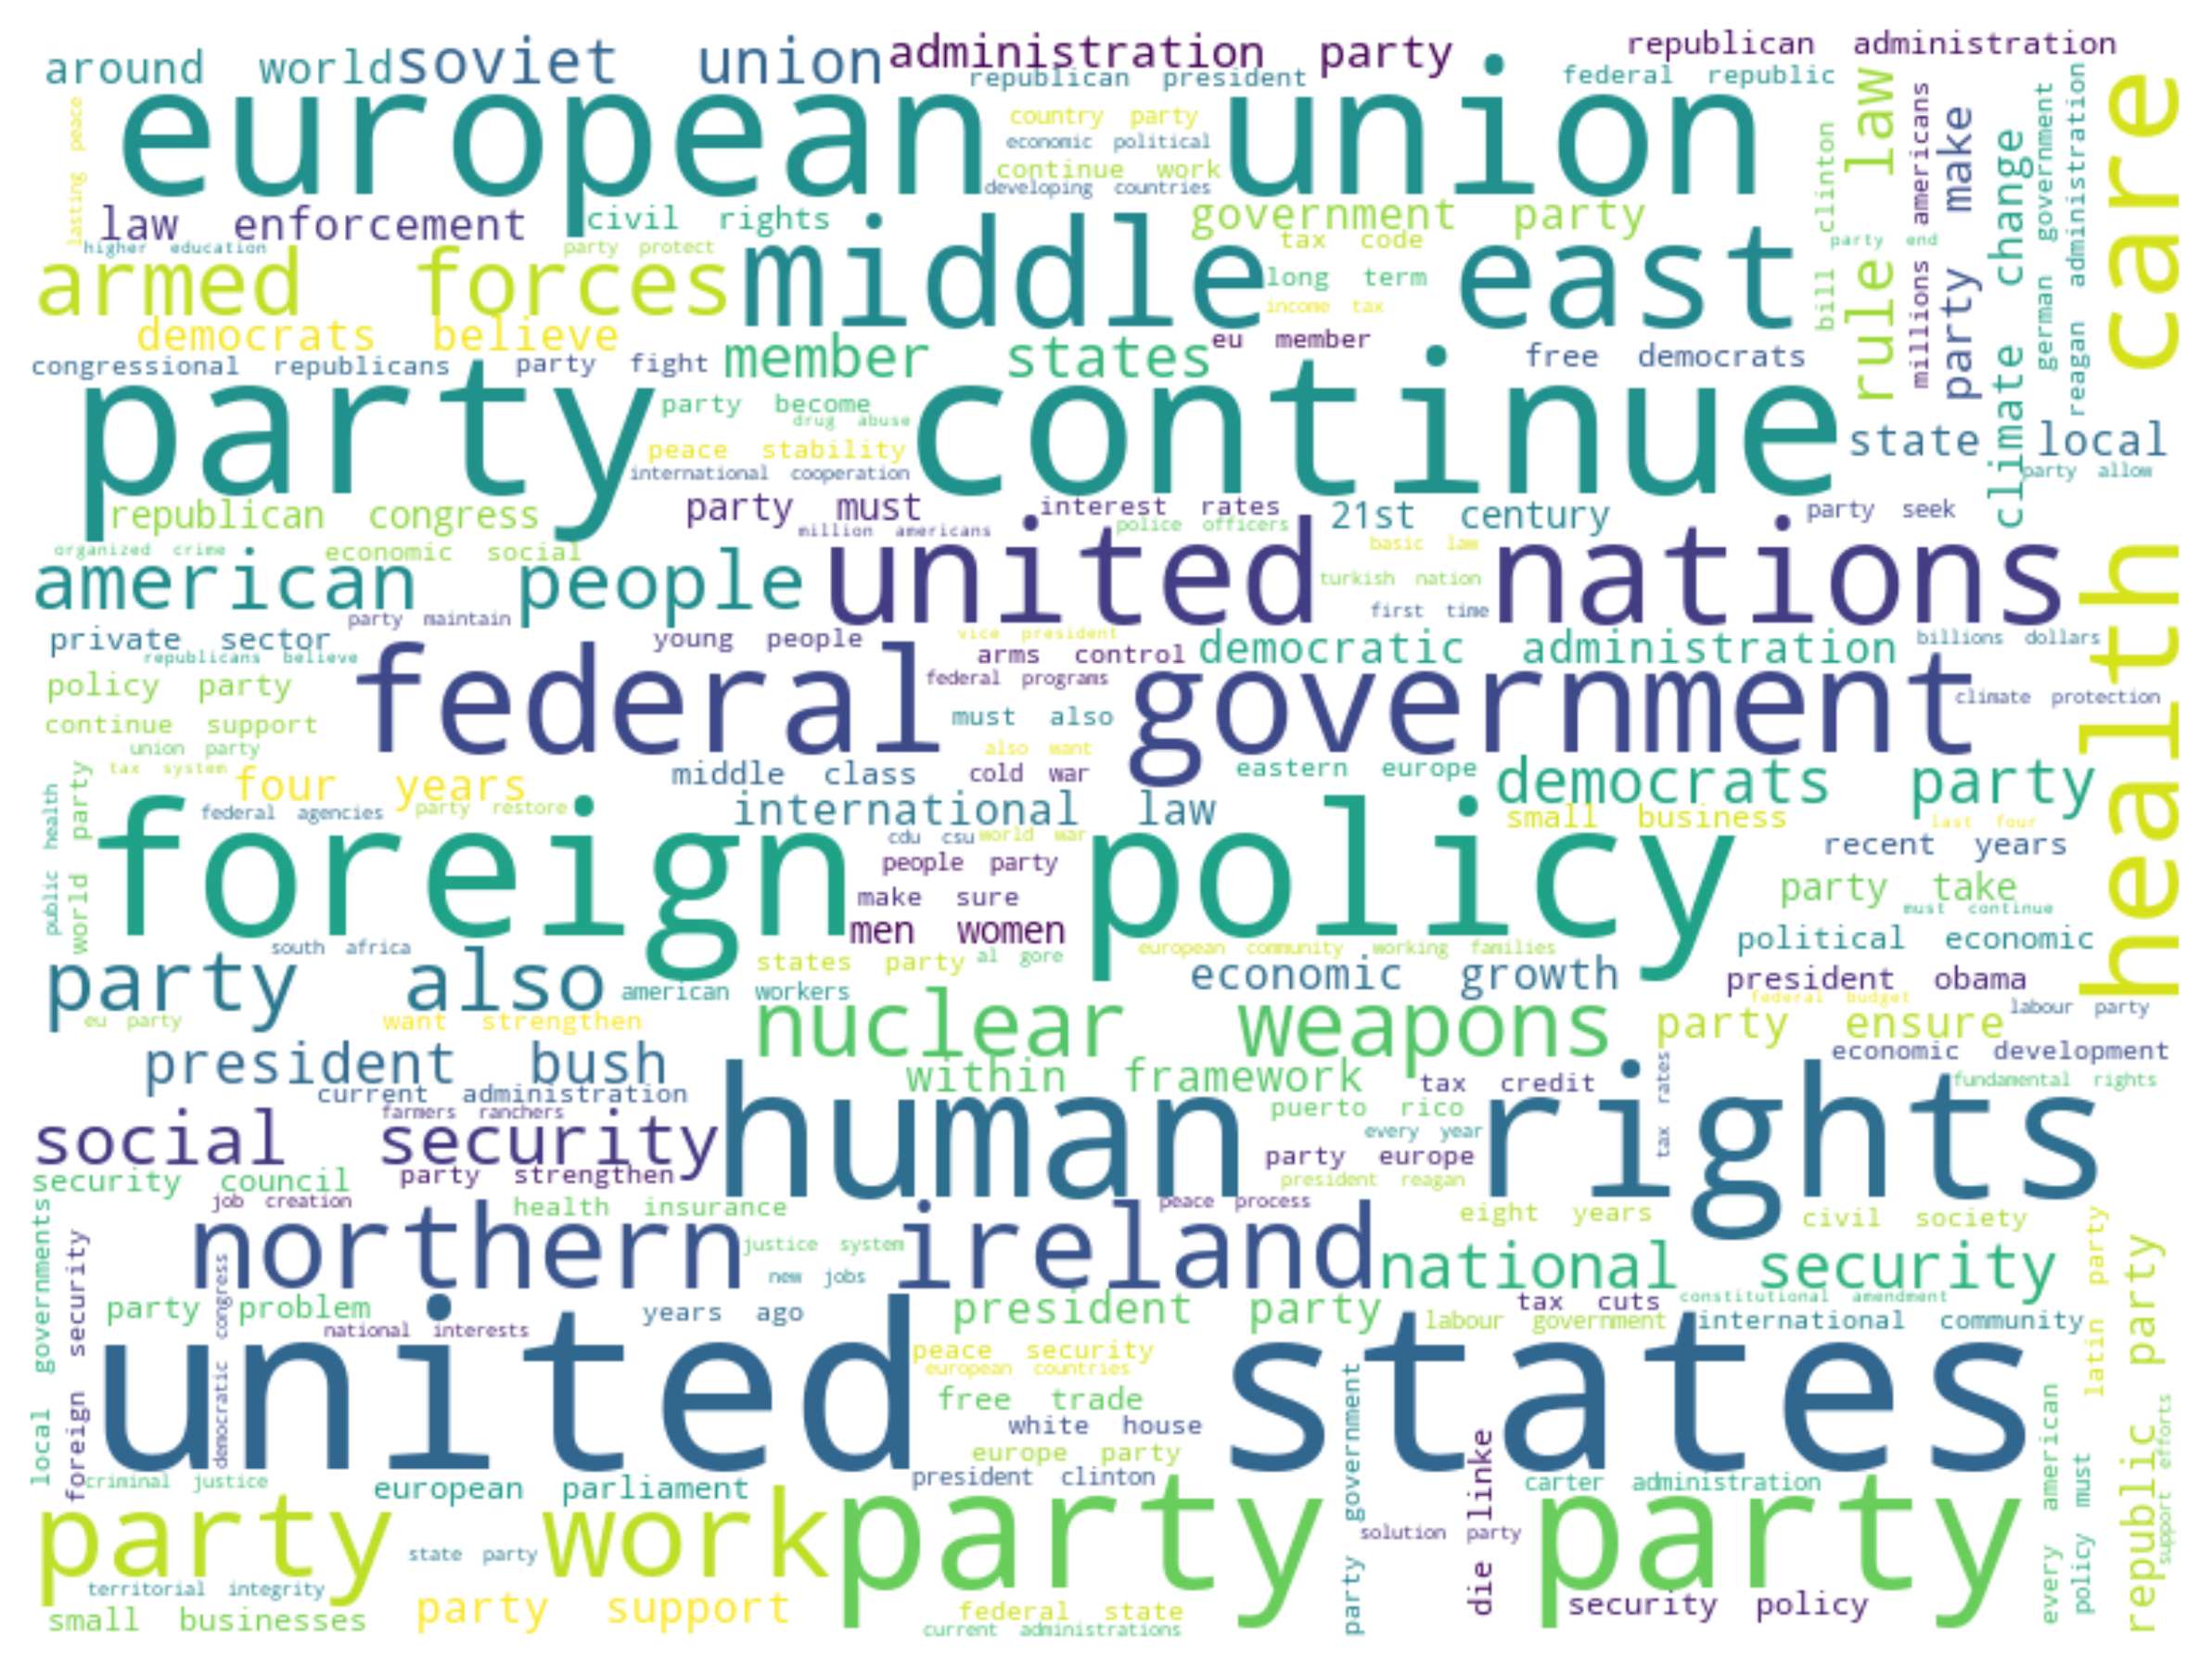 around world
soviet union
administration party
republican administration
republican president
federal republic
european union
country party
economic political
continue work
developing countries
lasting peace
law enforcement
civil rights
government party
higher education
party protect
tax code
armed forces
middle east
long term
income tax
democrats believe
bill clinton
party end
rule law
millions americans
party make
climate change
german government
reagan administration
health care
congressional republicans
party fight
member states
eu member
free democrats
party continue
party become
drug abuse
peace stability
international cooperation
state local
party allow
republican congress
party must
interest rates
21st century
party seek
million americans
police officers
organized crime
economic social
basic law
american people
united nations
turkish nation
first time
party maintain
private sector
young people
vice president
democratic administration
billions dollars
republicans believe
arms control
federal government
policy party
federal programs
climate protection
continue support
must also
union party
also want
tax system
four years
middle class
cold war
eastern europe
democrats party
federal agencies
party restore
international law
small business
last four
public health
world party
foreign policy
cdu csu
world war
people party
recent years
make sure
party take
must continue
men women
south africa
european community
working families
political economic
party also
states party
al gore
economic growth
president obama
american workers
federal budget
labour party
eu party
want strengthen
nuclear weapons
party ensure
president bush
economic development
within framework
tax credit
tax rates
fundamental rights
current administration
farmers ranchers
human rights
puerto rico
social security
every year
party europe
security council
party strengthen
president reagan
job creation
health insurance
peace process
eight years
civil society
northern ireland
justice system
new jobs
national security
local governments
foreign security
democratic congress
party problem
years ago
president party
tax cuts
constitutional amendment
national interests
labour government
international community
latin party
republic party
united states
peace security
european countries
free trade
white house
europe party
criminal justice
european parliament
president clinton
party government
die linke
carter administration
every american
policy must
support efforts
party work
party party
state party
solution party
territorial integrity
small businesses
party support
federal state
security policy
current administrations